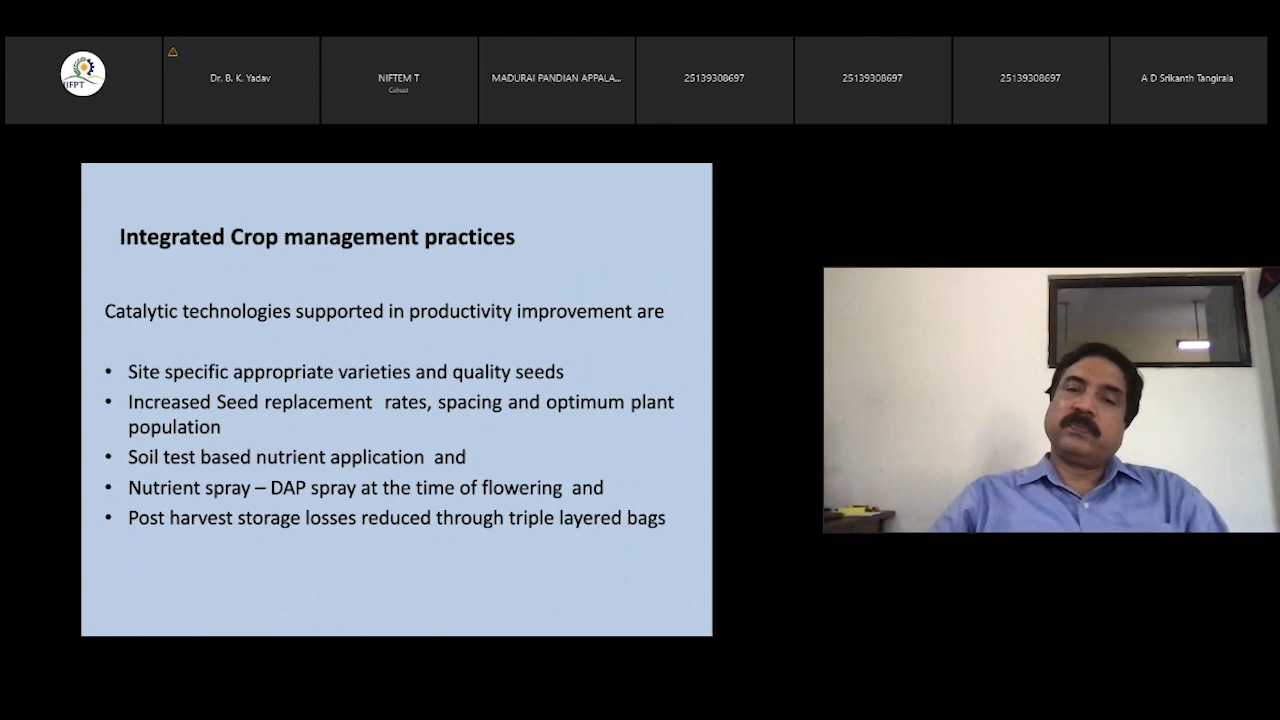 IIFPT
Dr. B. K. Yadav
NIFTEM T
Cohost
MADURAI PANDIAN APPALA...
25139308697
25139308697
25139308697
A D Srikanth Tangirala
Integrated Crop management practices
Catalytic technologies supported in productivity improvement are
• Site specific appropriate varieties and quality seeds
• Increased Seed replacement rates, spacing and optimum plant
population
• Soil test based nutrient application and
• Nutrient spray – DAP spray at the time of flowering and
• Post harvest storage losses reduced through triple layered bags